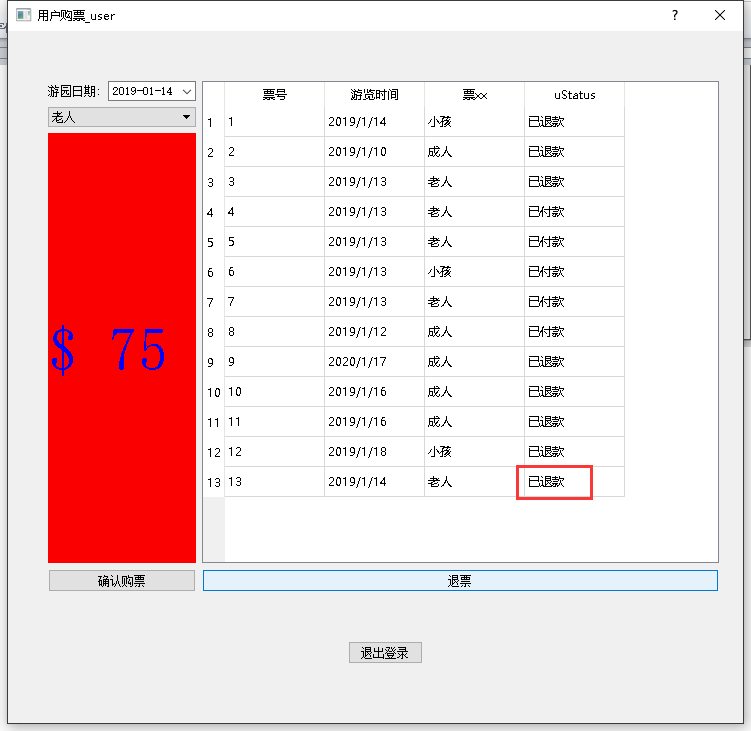 用户购票_user
游园日期: 2019-01-14
老人
$ 75
确认购票
票号 游览时间 票xx uStatus
1 1 2019/1/14 小孩 已退款
2 2 2019/1/10 成人 已退款
3 3 2019/1/13 老人 已退款
4 4 2019/1/13 老人 已付款
5 5 2019/1/13 老人 已付款
6 6 2019/1/13 小孩 已付款
7 7 2019/1/13 老人 已付款
8 8 2019/1/12 成人 已付款
9 9 2020/1/17 成人 已退款
10 10 2019/1/16 成人 已退款
11 11 2019/1/16 成人 已退款
12 12 2019/1/18 小孩 已退款
13 13 2019/1/14 老人 已退款
退票
退出登录